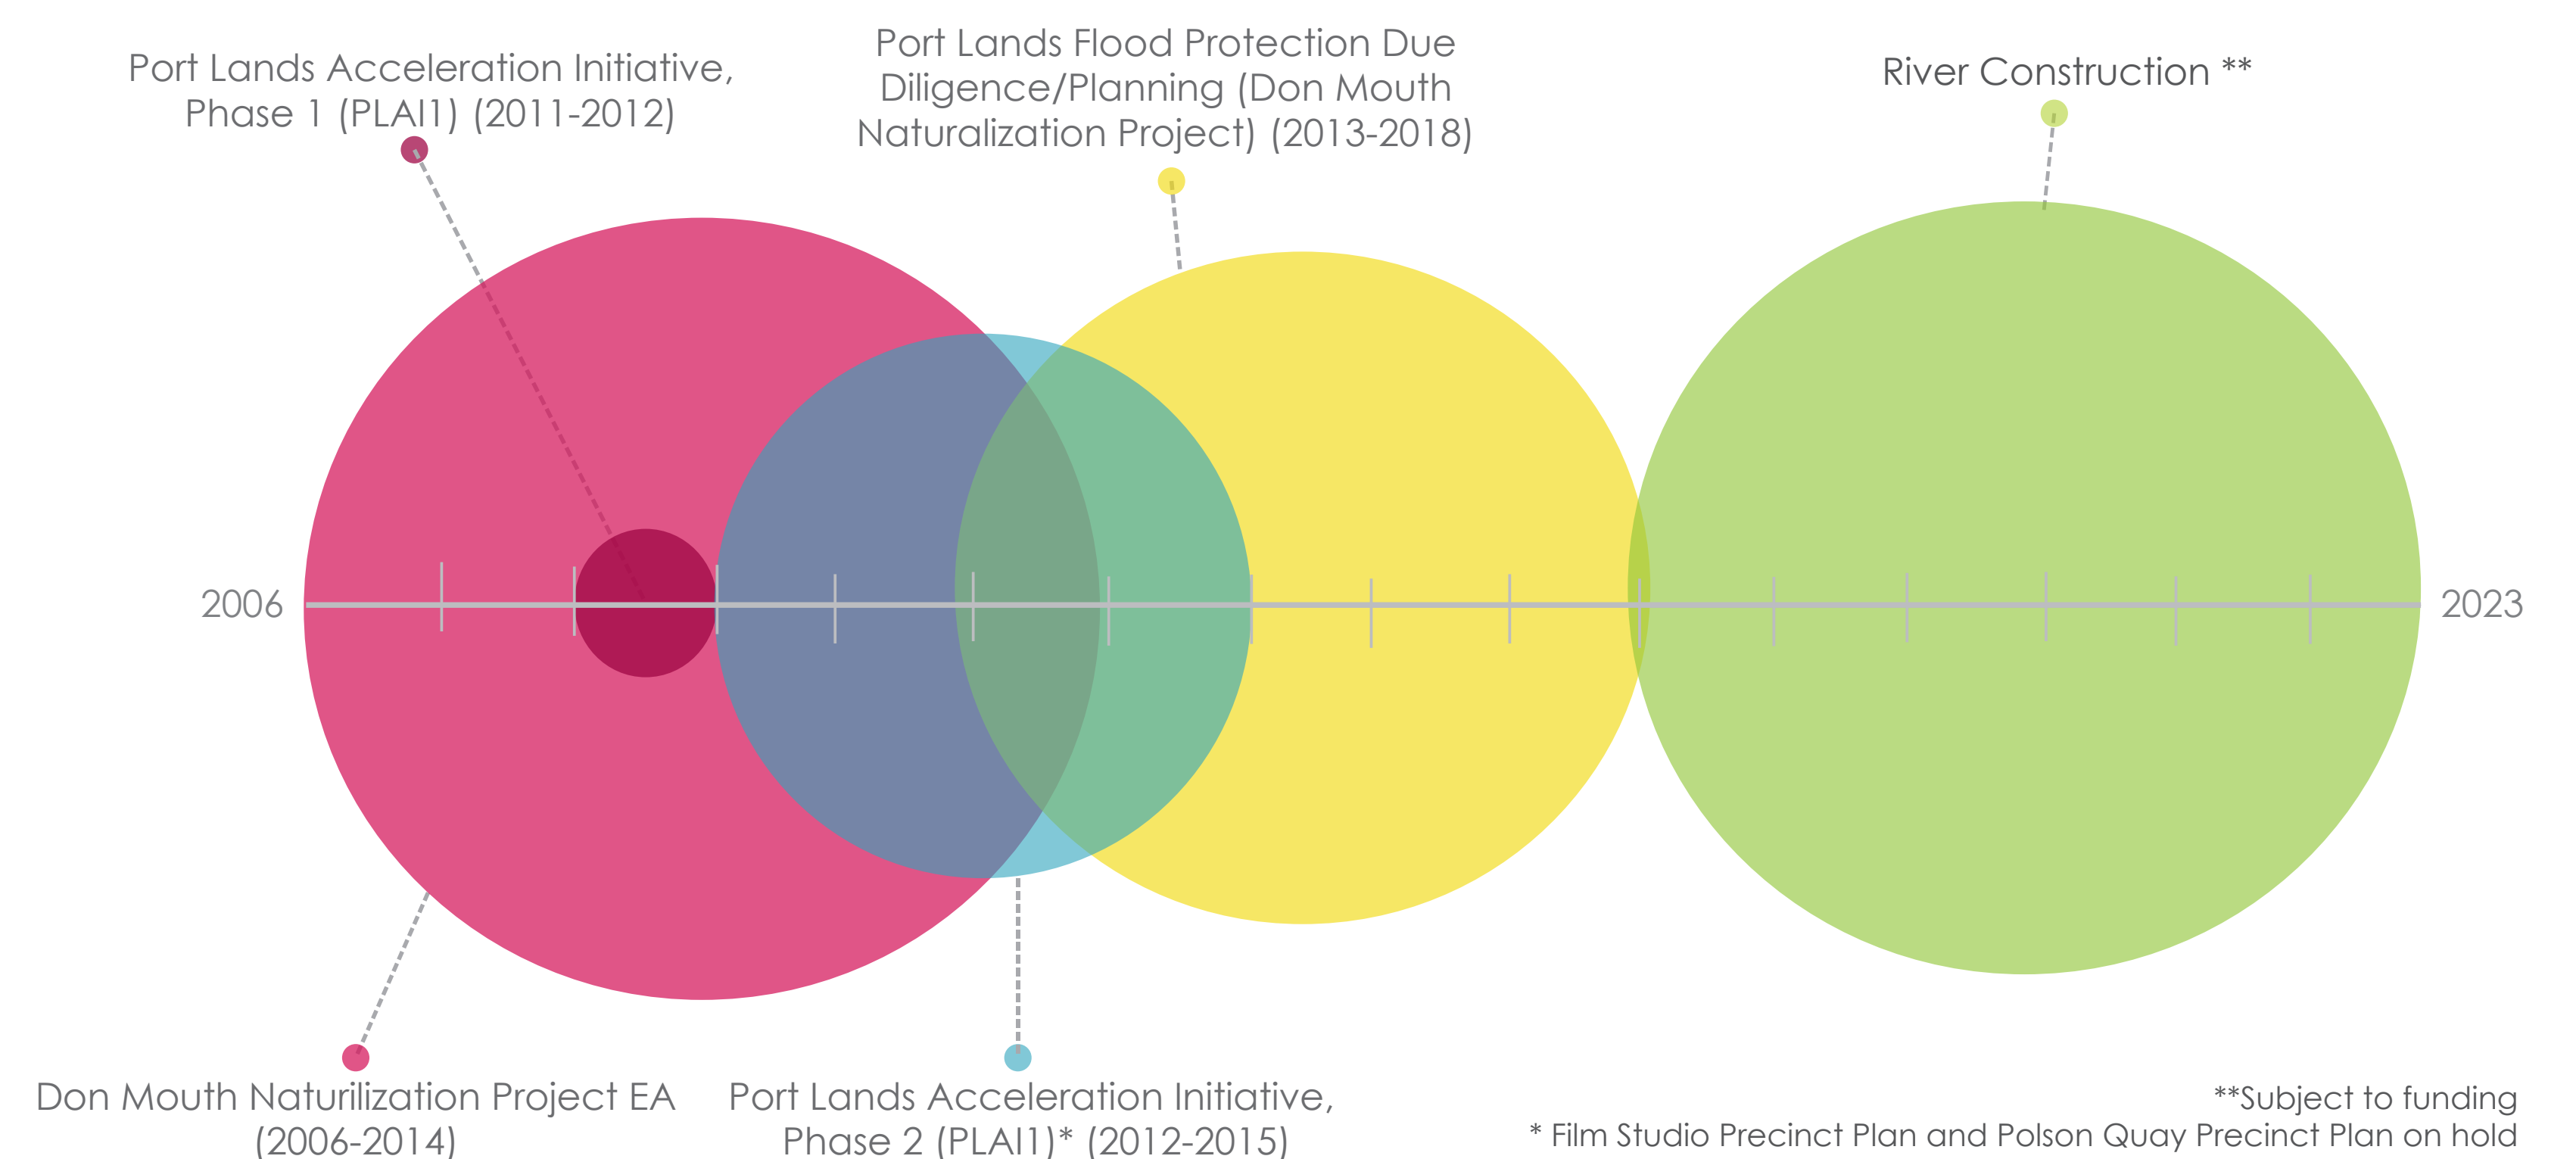 Port Lands Acceleration Initiative,
Phase 1 (PLAI1) (2011-2012)
Port Lands Flood Protection Due
Diligence/Planning (Don Mouth
Naturalization Project) (2013-2018)
River Construction **
2006
2023
Don Mouth Naturilization Project EA
(2006-2014)
Port Lands Acceleration Initiative,
Phase 2 (PLAI1)* (2012-2015)
**Subject to funding
* Film Studio Precinct Plan and Polson Quay Precinct Plan on hold